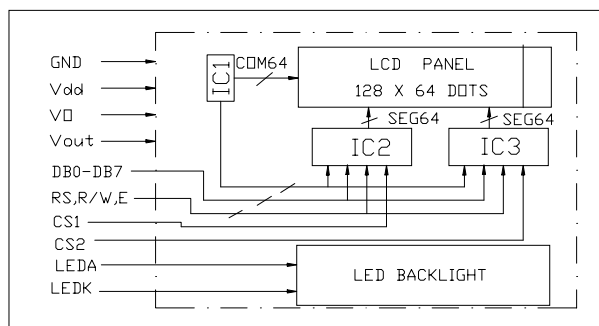 GND
Vdd
V0
Vout
DB0-DB7
RS,R/W,E
CS1
CS2
LEDA
LEDK
IC1
COM64
LCD PANEL
128 X 64 DOTS
SEG64
SEG64
IC2
IC3
LED BACKLIGHT